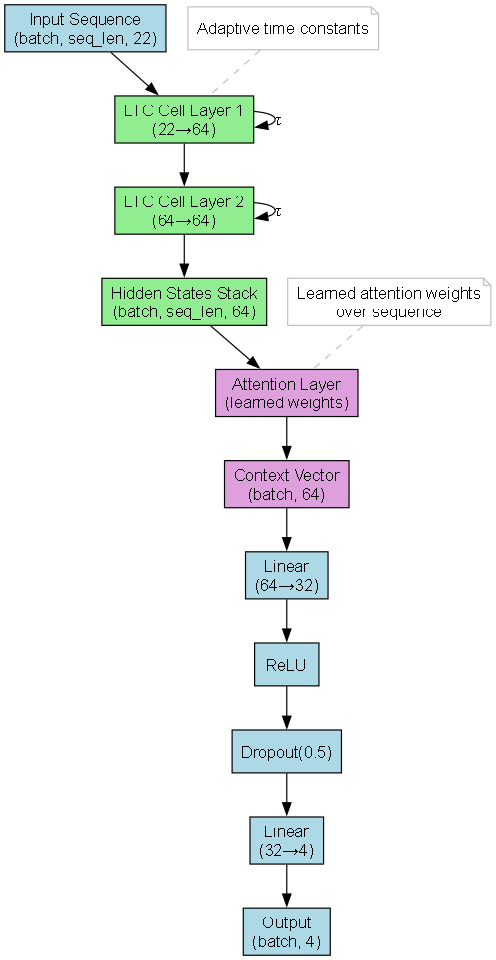 Input Sequence
(batch, seq_len, 22)
Adaptive time constants
LTC Cell Layer 1
(22→64)
τ
LTC Cell Layer 2
(64→64)
τ
Hidden States Stack
(batch, seq_len, 64)
Learned attention weights
over sequence
Attention Layer
(learned weights)
Context Vector
(batch, 64)
Linear
(64→32)
ReLU
Dropout(0.5)
Linear
(32→4)
Output
(batch, 4)